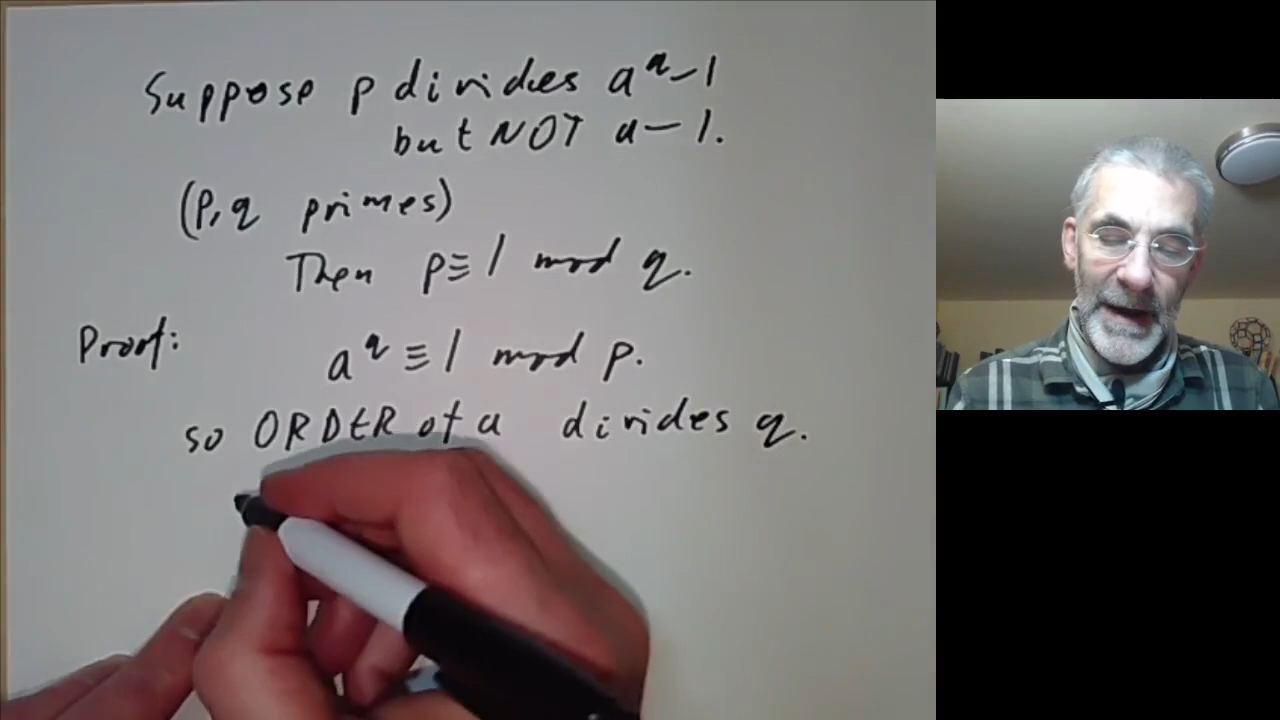 Suppose p divides a^q-1
but NOT a-1.
(p,q primes)
Then p≡1 mod q.
Proof: a^q≡1 mod p.
so ORDER of a divides q.